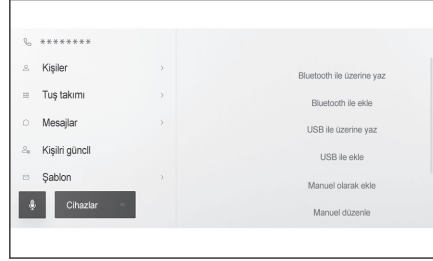 ********
Kişiler
Tuş takımı
Mesajlar
Kişilri güncll
Şablon
Cihazlar
Bluetooth ile üzerine yaz
Bluetooth ile ekle
USB ile üzerine yaz
USB ile ekle
Manuel olarak ekle
Manuel düzenle